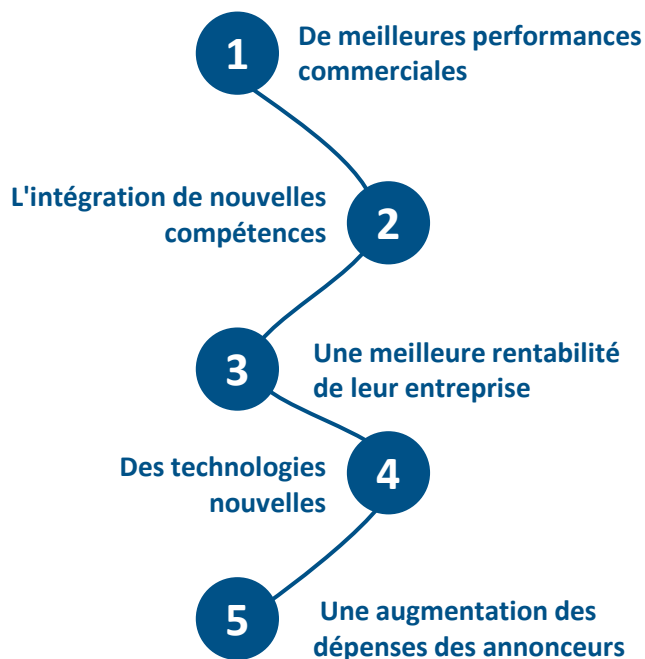 1
De meilleures performances
commerciales
L'intégration de nouvelles
compétences
2
3
Une meilleure rentabilité
de leur entreprise
Des technologies
nouvelles
4
5
Une augmentation des
dépenses des annonceurs